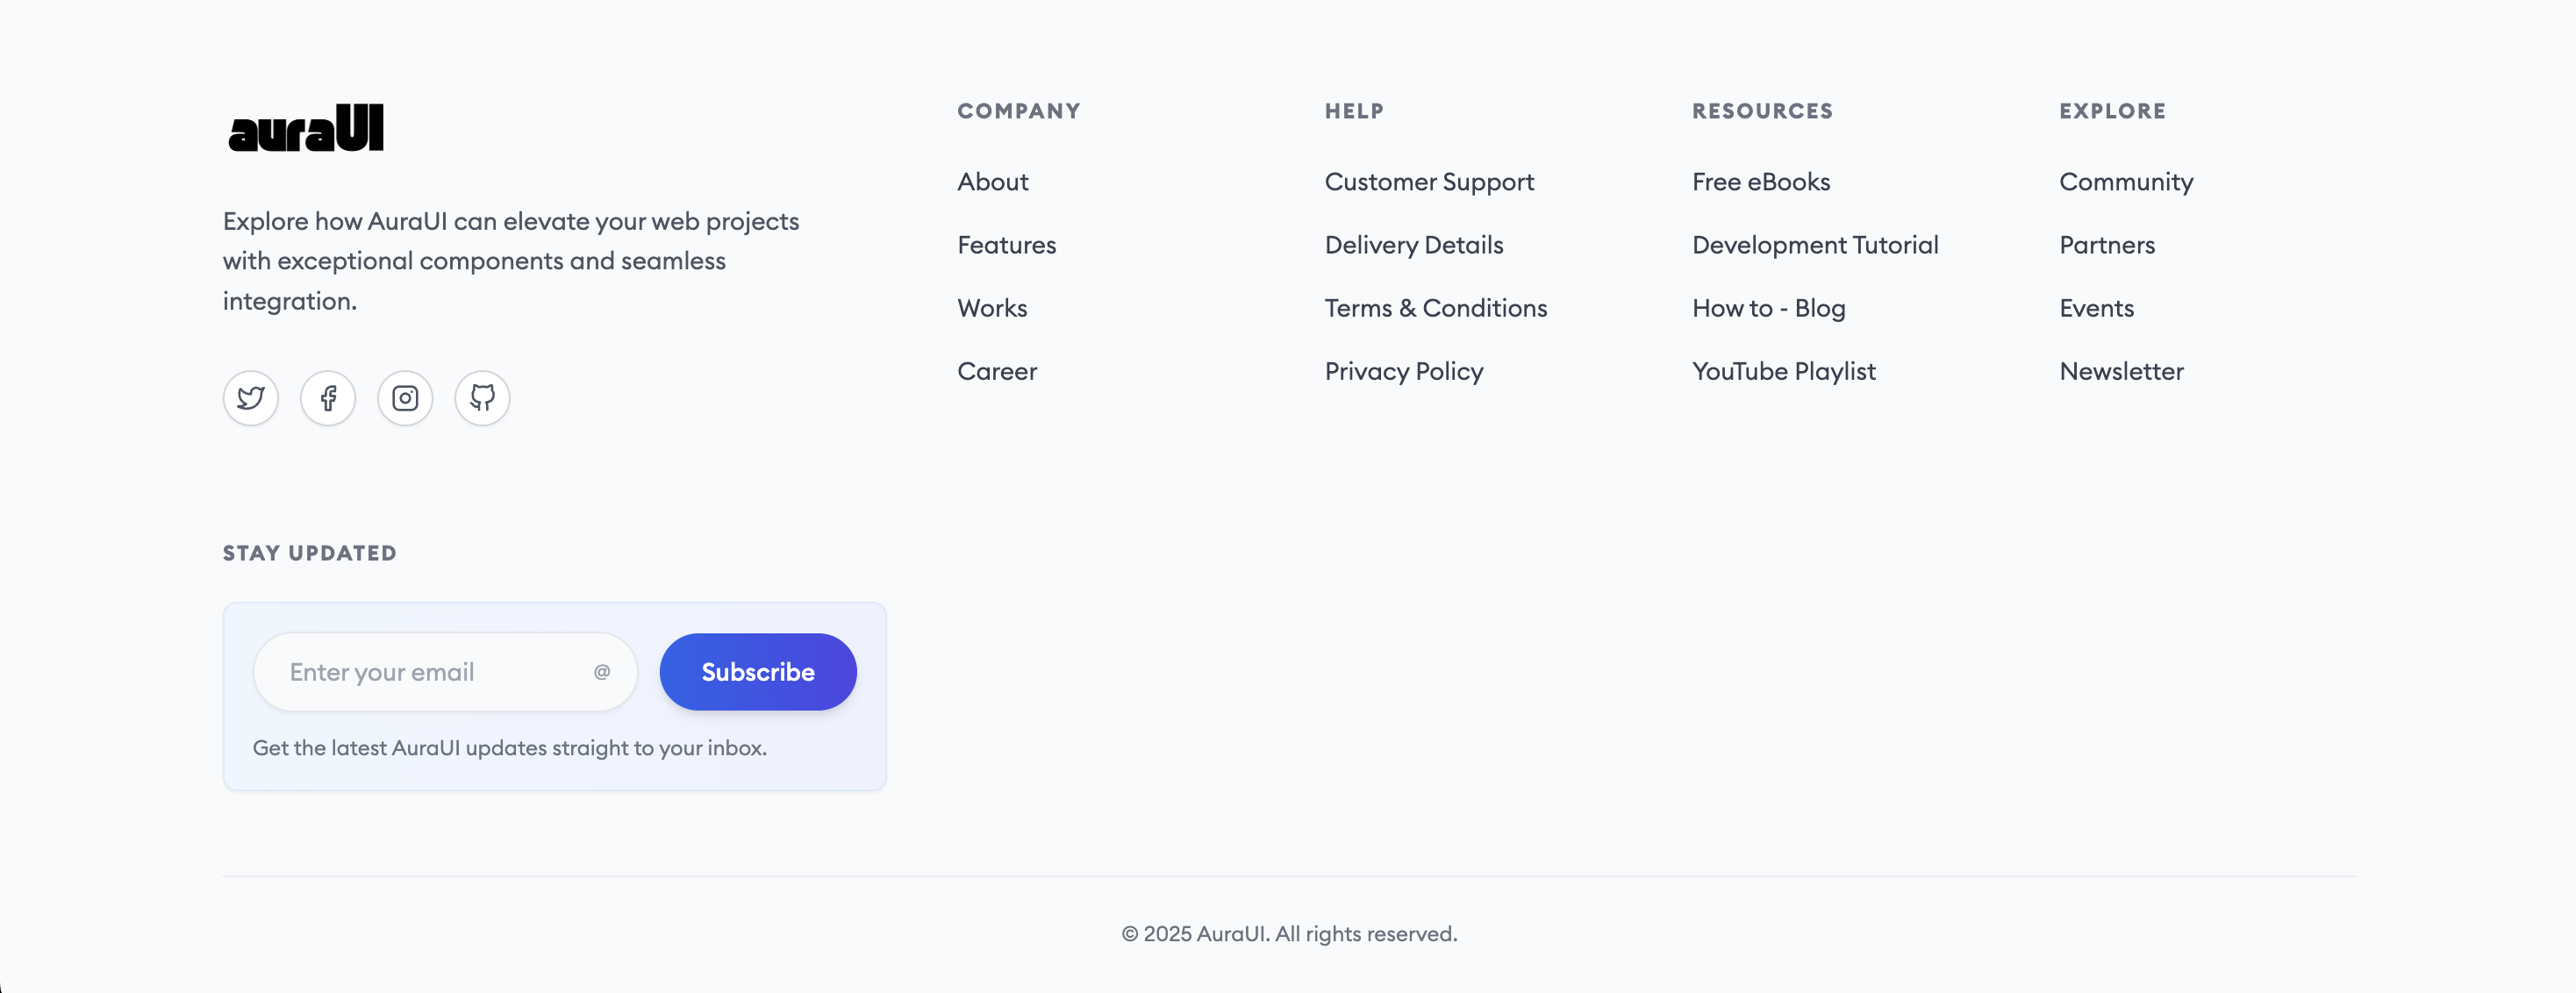 auraUI
Explore how AuraUI can elevate your web projects
with exceptional components and seamless
integration.
COMPANY
About
Features
Works
Career
HELP
Customer Support
Delivery Details
Terms & Conditions
Privacy Policy
RESOURCES
Free eBooks
Development Tutorial
How to - Blog
YouTube Playlist
EXPLORE
Community
Partners
Events
Newsletter
STAY UPDATED
Enter your email @
Subscribe
Get the latest AuraUI updates straight to your inbox.
© 2025 AuraUI. All rights reserved.